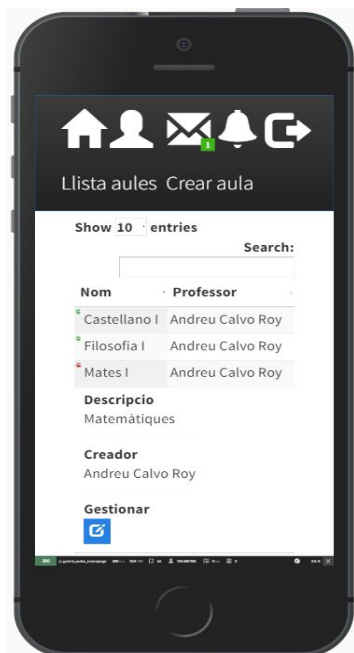 1
Llista aules Crear aula
Show 10 entries
Search:
Nom Professor
Castellano I Andreu Calvo Roy
Filosofia I Andreu Calvo Roy
Mates I Andreu Calvo Roy
Descripcio
Matemàtiques
Creador
Andreu Calvo Roy
Gestionar